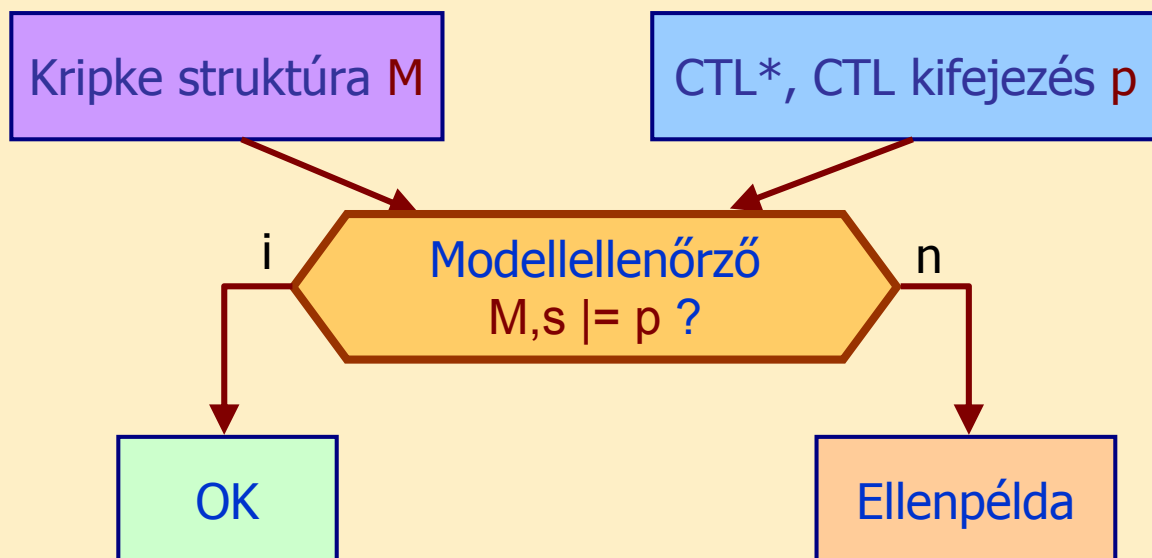 Kripke struktúra M
CTL*, CTL kifejezés p
i
Modellellenőrző
n
M,s |= p ?
OK
Ellenpélda